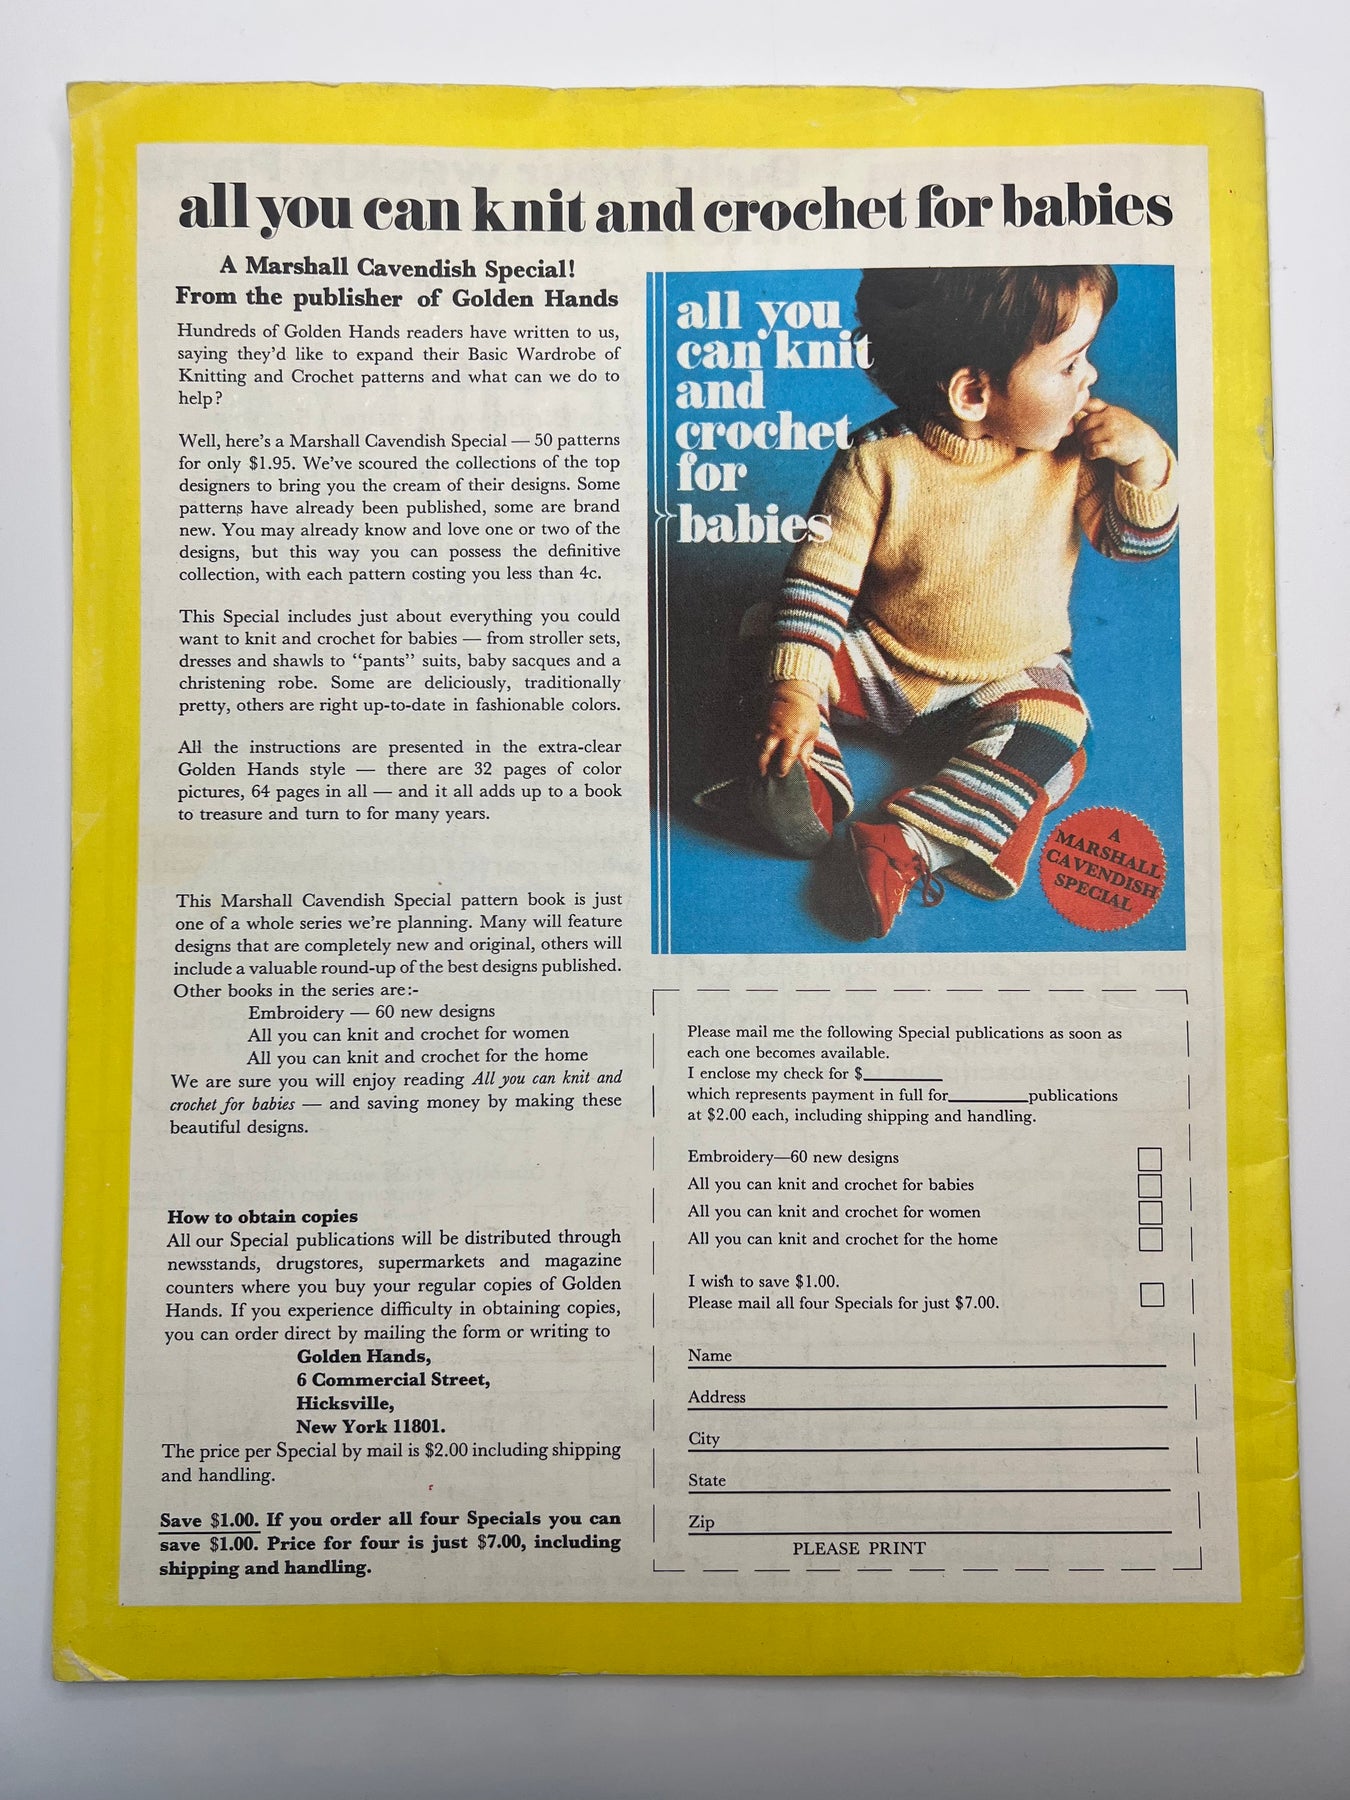 all you can knit and crochet for babies
A Marshall Cavendish Special!
From the publisher of Golden Hands
Hundreds of Golden Hands readers have written to us,
saying they'd like to expand their Basic Wardrobe of
Knitting and Crochet patterns and what can we do to
help?
Well, here's a Marshall Cavendish Special — 50 patterns
for only $1.95. We've scoured the collections of the top
designers to bring you the cream of their designs. Some
patterns have already been published, some are brand
new. You may already know and love one or two of the
designs, but this way you can possess the definitive
collection, with each pattern costing you less than 4c.
This Special includes just about everything you could
want to knit and crochet for babies — from stroller sets,
dresses and shawls to "pants" suits, baby sacques and a
christening robe. Some are deliciously, traditionally
pretty, others are right up-to-date in fashionable colors.
All the instructions are presented in the extra-clear
Golden Hands style — there are 32 pages of color
pictures, 64 pages in all — and it all adds up to a book
to treasure and turn to for many years.
This Marshall Cavendish Special pattern book is just
one of a whole series we're planning. Many will feature
designs that are completely new and original, others will
include a valuable round-up of the best designs published.
Other books in the series are:-
Embroidery — 60 new designs
All you can knit and crochet for women
All you can knit and crochet for the home
We are sure you will enjoy reading All you can knit and
crochet for babies — and saving money by making these
beautiful designs.
How to obtain copies
All our Special publications will be distributed through
newsstands, drugstores, supermarkets and magazine
counters where you buy your regular copies of Golden
Hands. If you experience difficulty in obtaining copies,
you can order direct by mailing the form or writing to
Golden Hands,
6 Commercial Street,
Hicksville,
New York 11801.
The price per Special by mail is $2.00 including shipping
and handling.
Save $1.00. If you order all four Specials you can
save $1.00. Price for four is just $7.00, including
shipping and handling.
all you
can knit
and
crochet
for
babies
A
MARSHALL
CAVENDISH
SPECIAL
Please mail me the following Special publications as soon as
each one becomes available.
I enclose my check for $________
which represents payment in full for________publications
at $2.00 each, including shipping and handling.
Embroidery—60 new designs
All you can knit and crochet for babies
All you can knit and crochet for women
All you can knit and crochet for the home
I wish to save $1.00.
Please mail all four Specials for just $7.00.
Name
Address
City
State
Zip
PLEASE PRINT